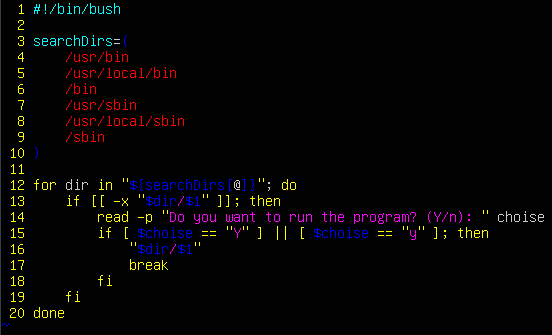 1 #!/bin/bush
2
3 searchDirs=(
4     /usr/bin
5     /usr/local/bin
6     /bin
7     /usr/sbin
8     /usr/local/sbin
9     /sbin
10 )
11
12 for dir in "${searchDirs[@]}"; do
13     if [[ -x "$dir/$1" ]]; then
14         read -p "Do you want to run the program? (Y/n): " choise
15         if [ $choise == "Y" ] || [ $choise == "y" ]; then
16             "$dir/$1"
17             break
18         fi
19     fi
20 done
~